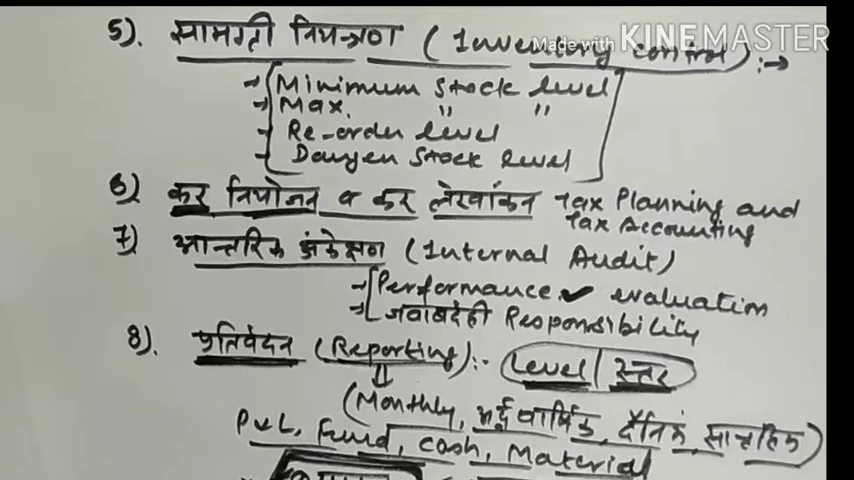 Made with KINEMASTER
5). सामग्री नियन्त्रण (Inventory control):→
→ Minimum Stock level
→ Max. " "
→ Re-order level
→ Danger Stock level
6) कर नियोजन व कर लेखांकन Tax Planning and
Tax Accounting
7) आन्तरिक अंकेक्षण (Internal Audit)
→ Performance ✓ evaluation
→ जवाबदेही Responsibility
8). प्रतिवेदन (Reporting):- Level/स्तर
⇓
(Monthly, अर्द्धवार्षिक, दैनिक, साप्ताहिक)
P&L, Fund, cash, Material